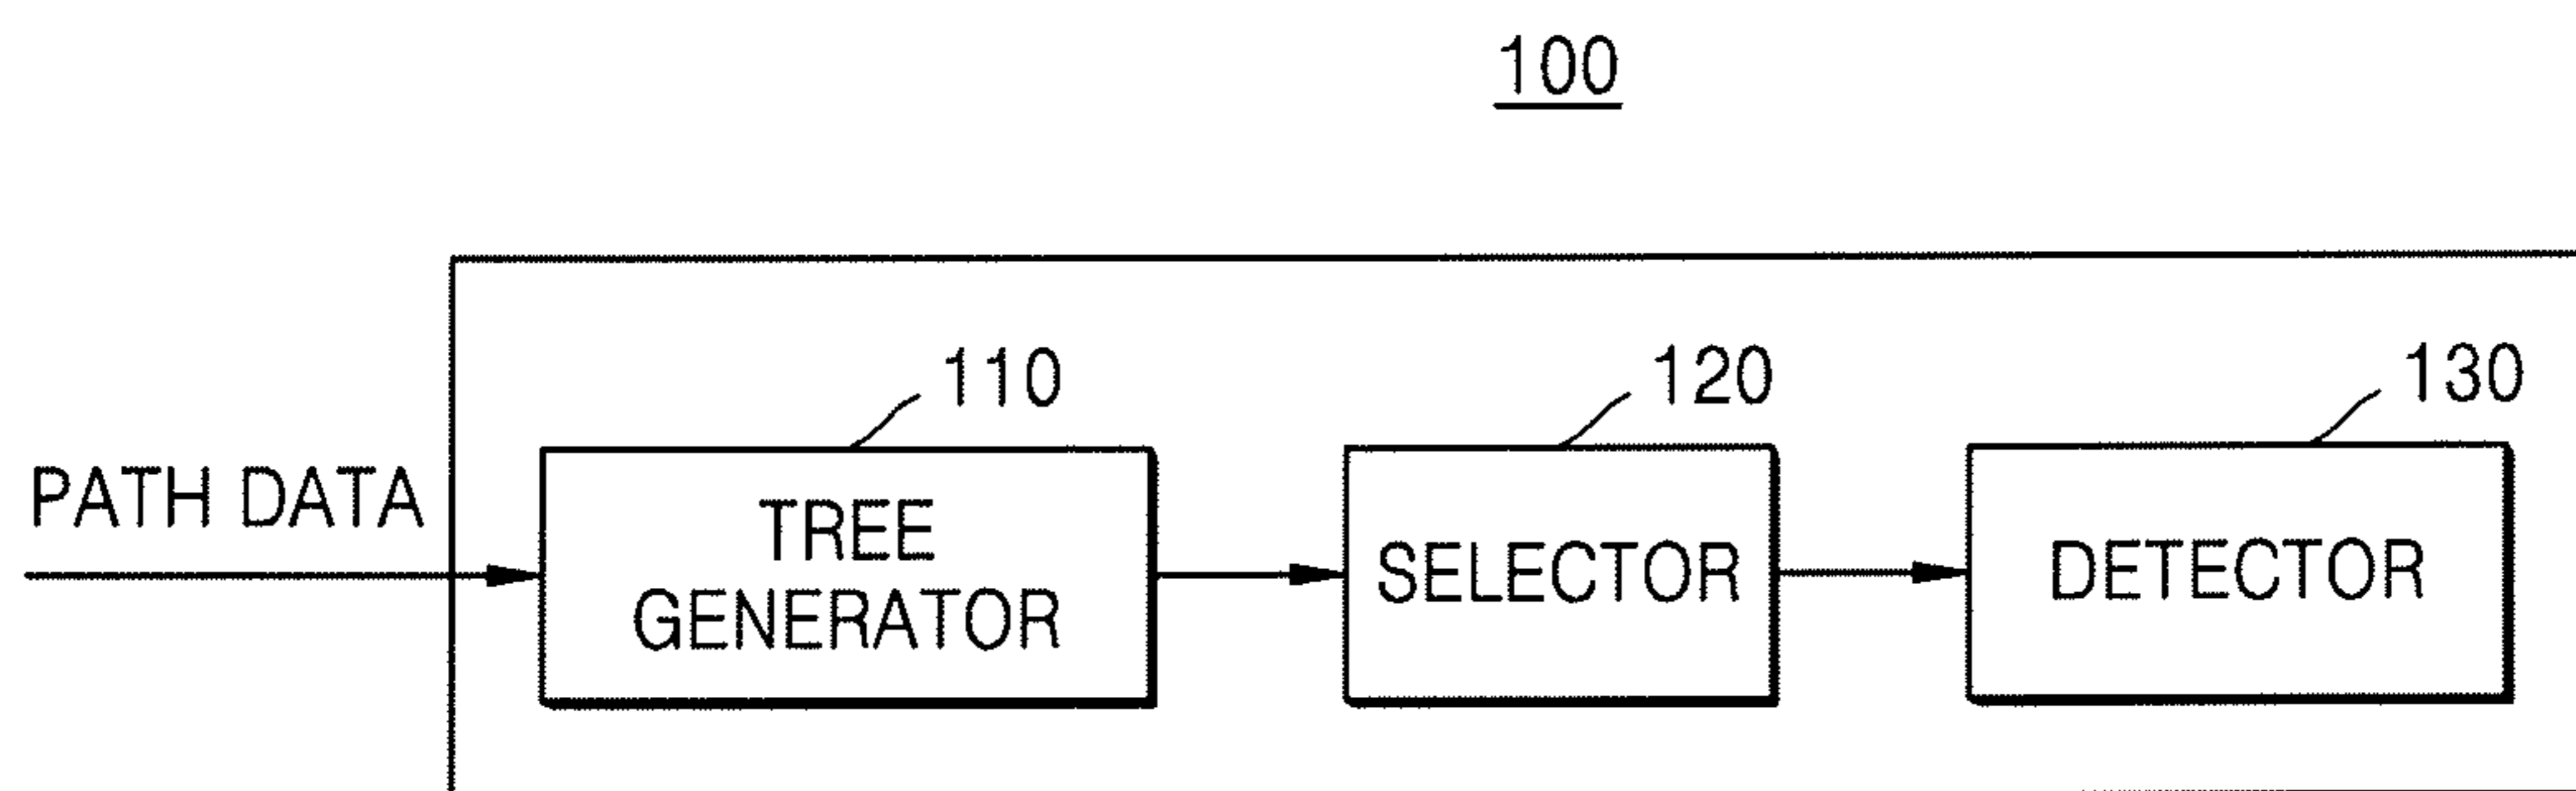 100
110
120
130
PATH DATA
TREE
GENERATOR
SELECTOR
DETECTOR